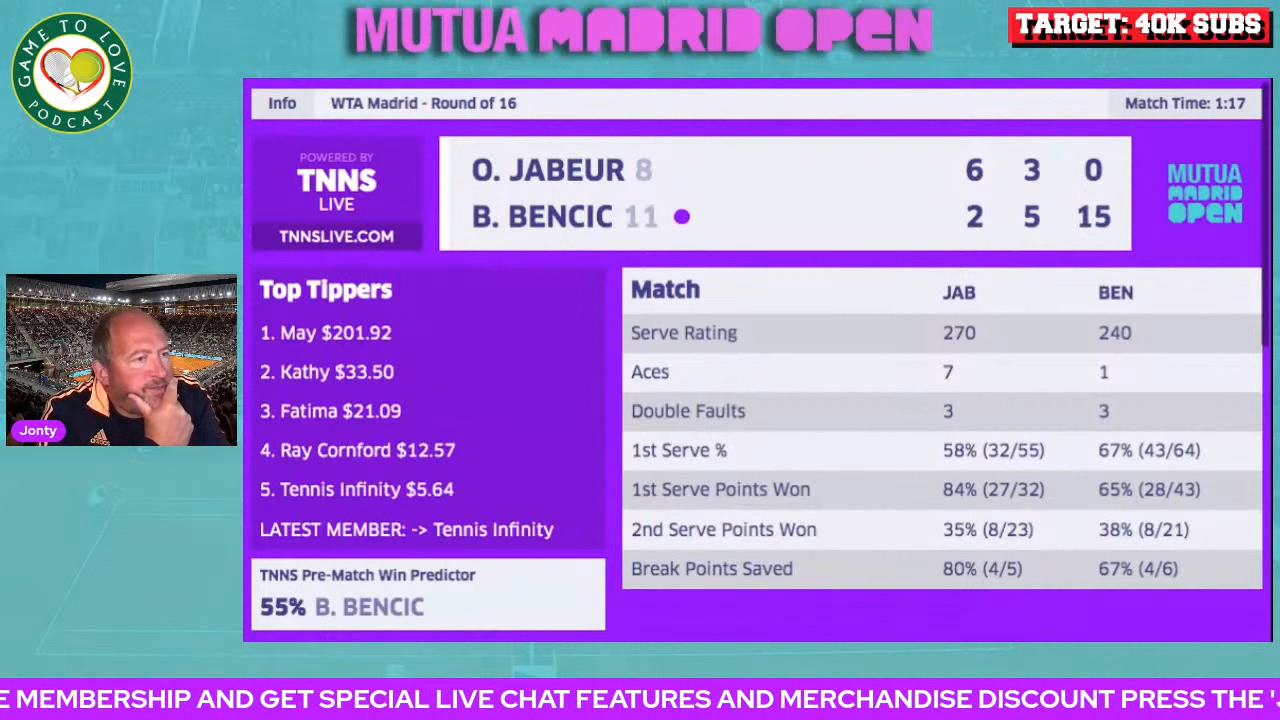 GAME TO LOVE
PODCAST
MUTUA MADRID OPEN
TARGET: 40K SUBS
Info WTA Madrid - Round of 16 Match Time: 1:17
POWERED BY
TNNS
LIVE
TNNSLIVE.COM
O. JABEUR 8 6 3 0
B. BENCIC 11 2 5 15
MUTUA
MADRID
OPEN
Top Tippers
1. May $201.92
2. Kathy $33.50
3. Fatima $21.09
4. Ray Cornford $12.57
5. Tennis Infinity $5.64
LATEST MEMBER: -> Tennis Infinity
TNNS Pre-Match Win Predictor
55% B. BENCIC
Match JAB BEN
Serve Rating 270 240
Aces 7 1
Double Faults 3 3
1st Serve % 58% (32/55) 67% (43/64)
1st Serve Points Won 84% (27/32) 65% (28/43)
2nd Serve Points Won 35% (8/23) 38% (8/21)
Break Points Saved 80% (4/5) 67% (4/6)
adidas
Jonty
E MEMBERSHIP AND GET SPECIAL LIVE CHAT FEATURES AND MERCHANDISE DISCOUNT PRESS THE '